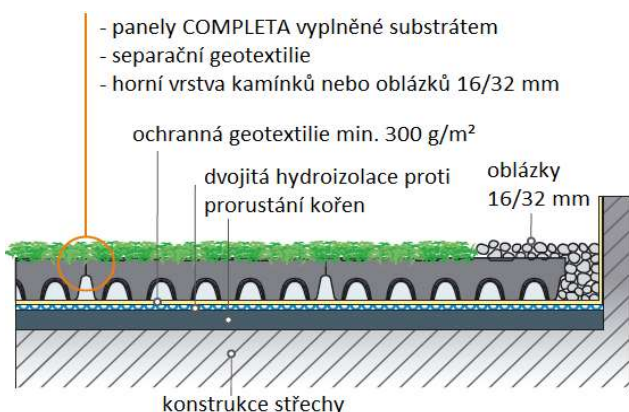 - panely COMPLETA vyplněné substrátem
- separační geotextilie
- horní vrstva kamínků nebo oblázků 16/32 mm
ochranná geotextilie min. 300 g/m²
dvojitá hydroizolace proti
prorustání kořen
oblázky
16/32 mm
konstrukce střechy